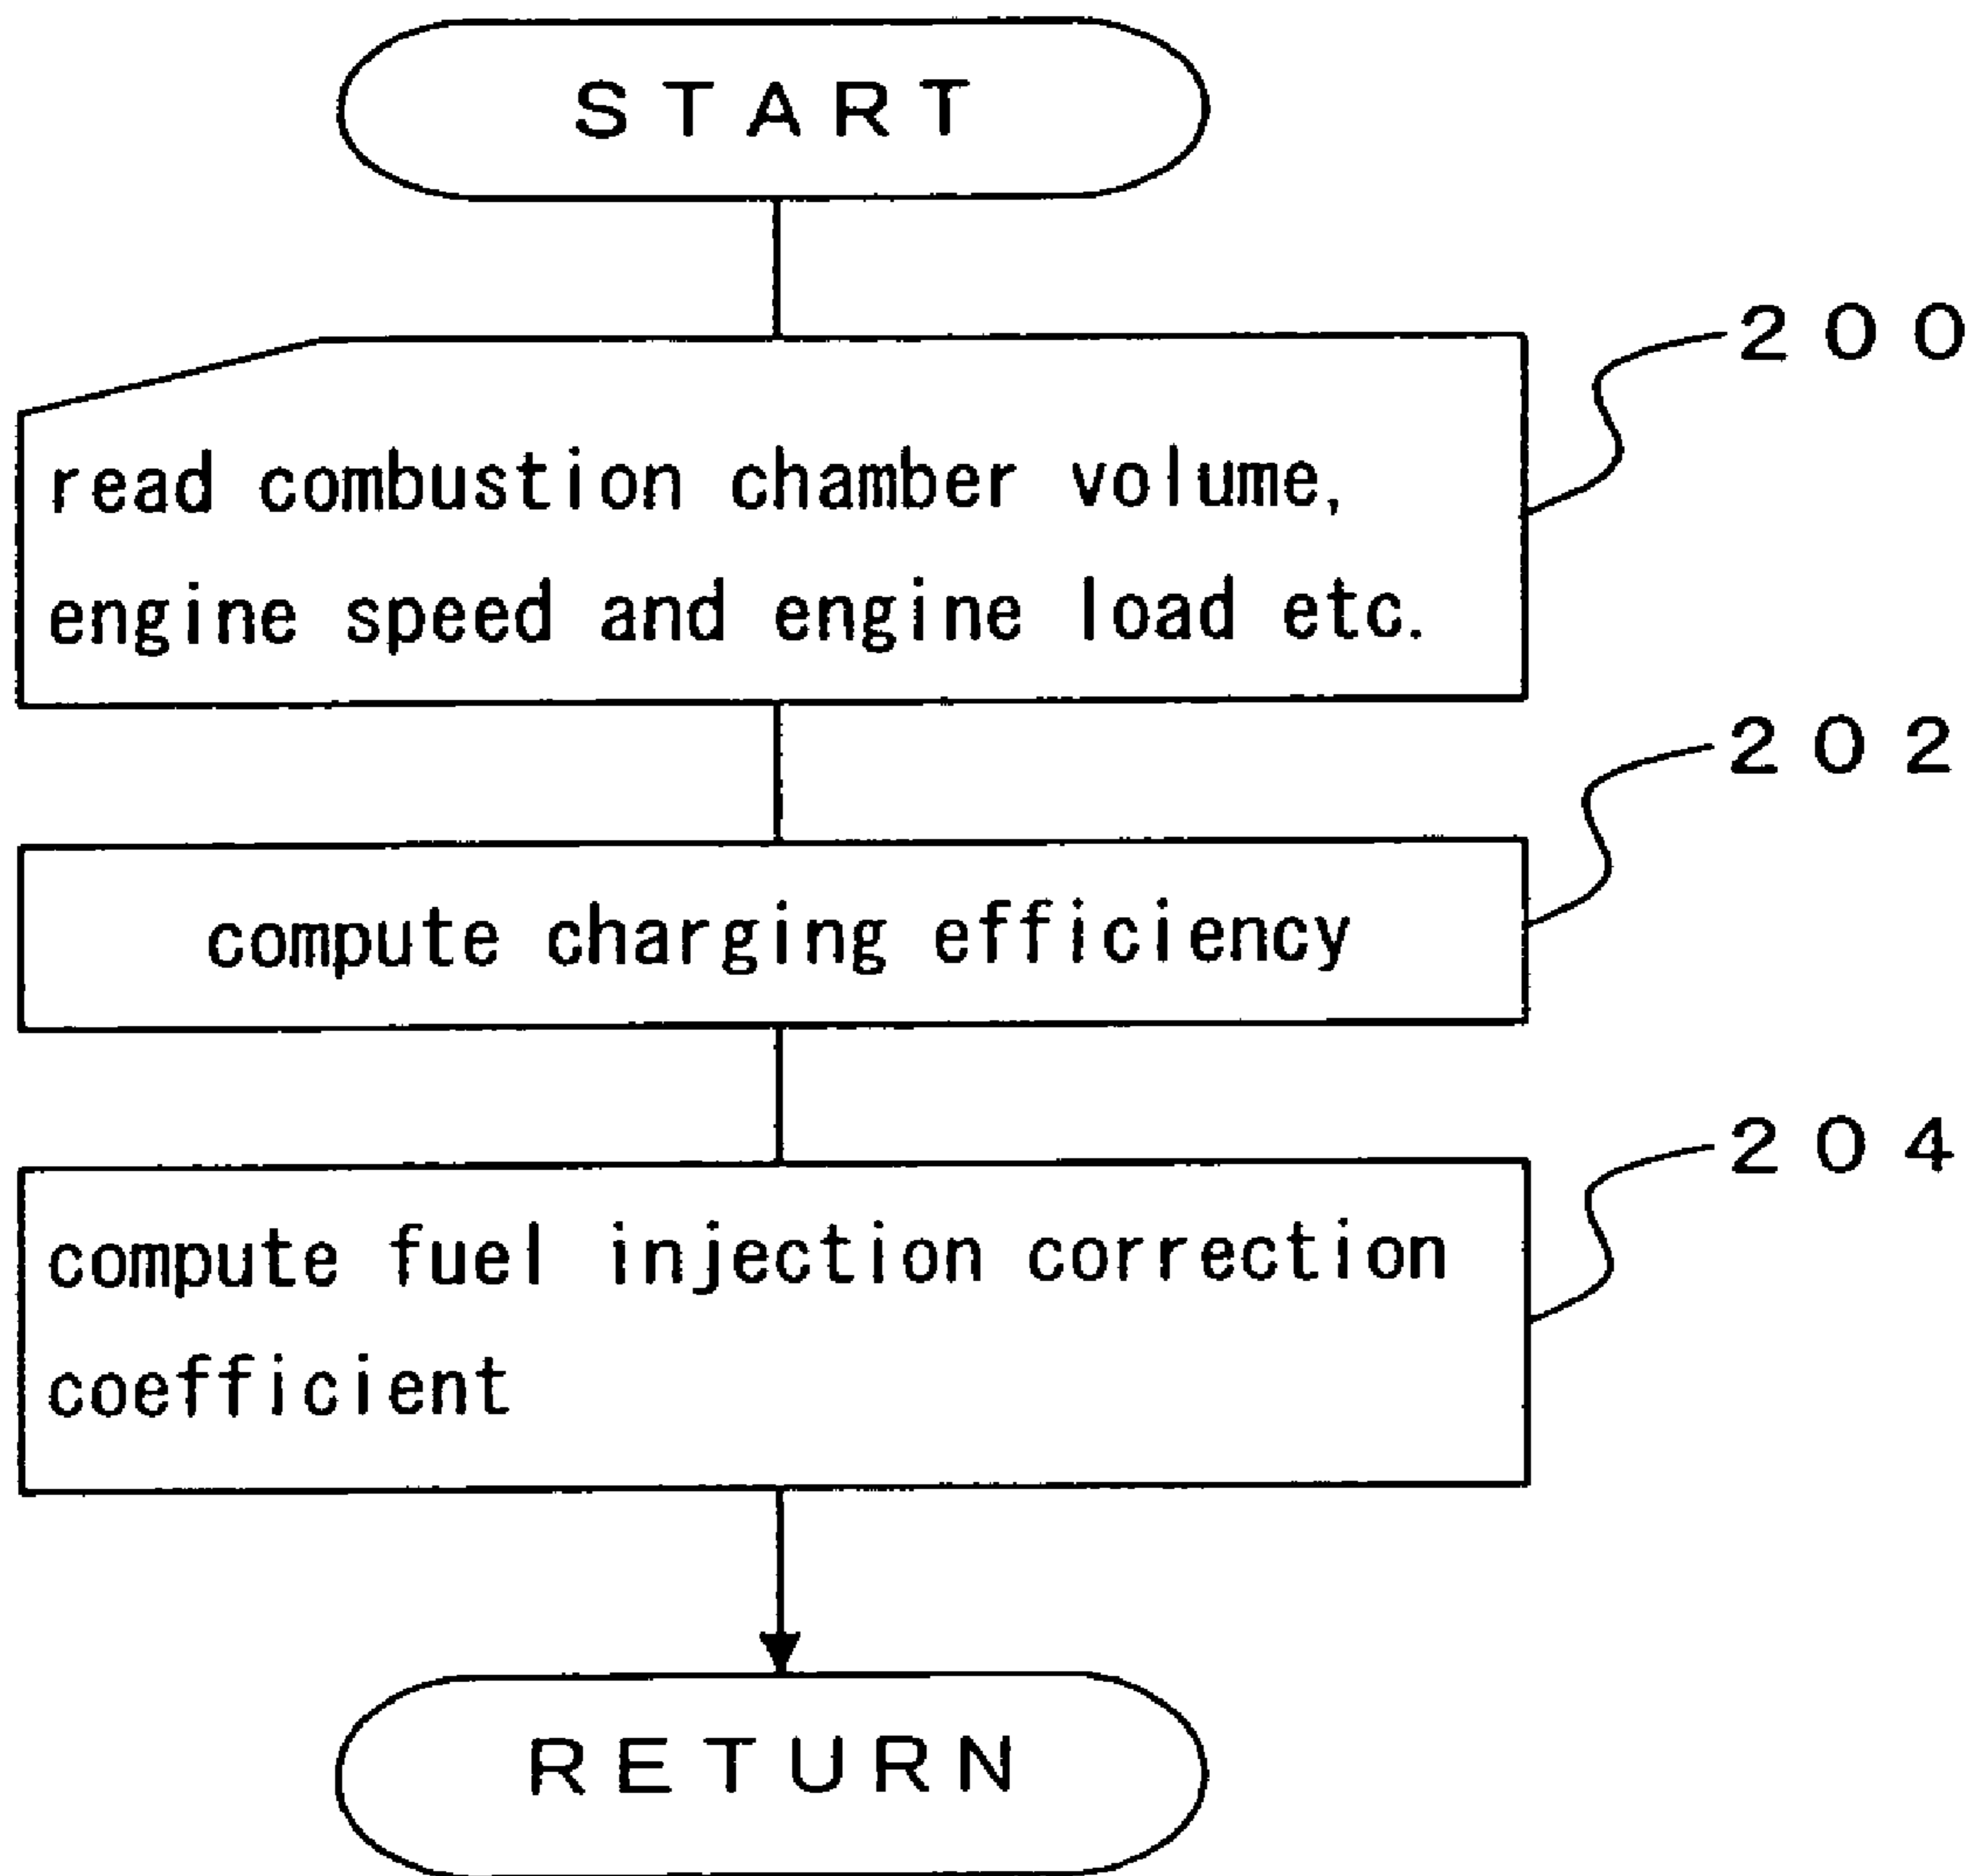 START
200
read combustion chamber volume,
engine speed and engine load etc.
202
compute charging efficiency
204
compute fuel injection correction
coefficient
RETURN